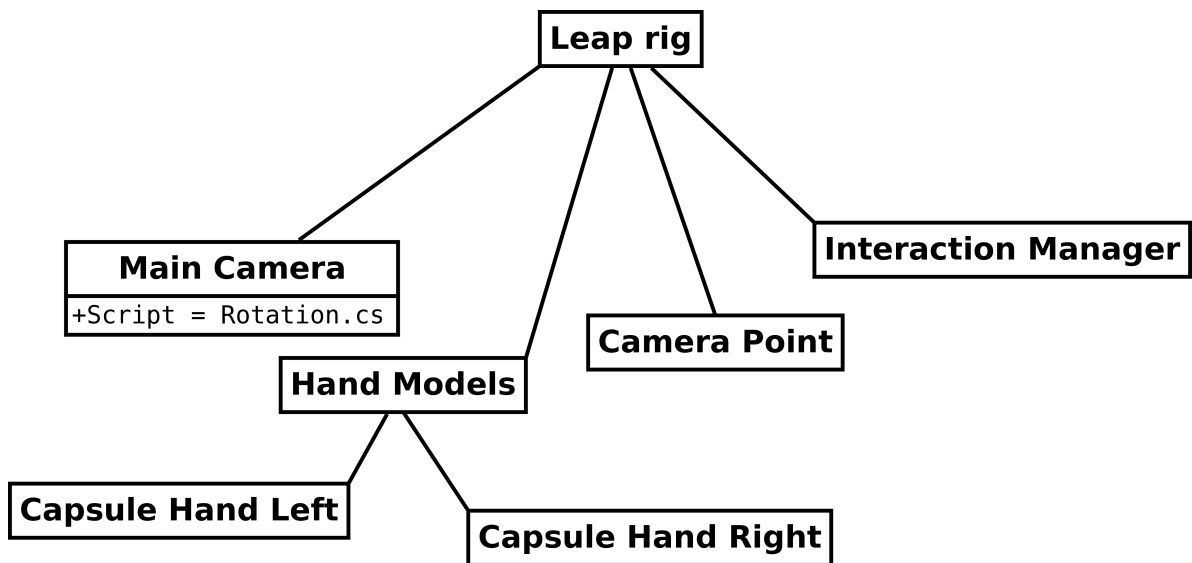 Leap rig
Main Camera
+Script = Rotation.cs
Interaction Manager
Camera Point
Hand Models
Capsule Hand Left
Capsule Hand Right